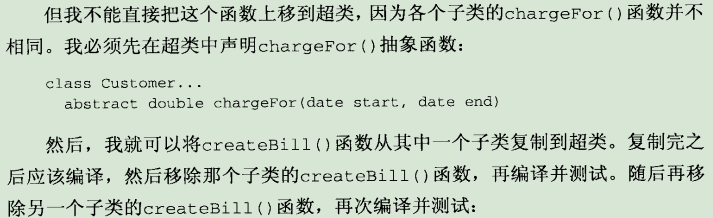 但我不能直接把这个函数上移到超类，因为各个子类的chargeFor()函数并不
相同。我必须先在超类中声明chargeFor()抽象函数：
class Customer...
abstract double chargeFor(date start, date end)
然后，我就可以将createBill()函数从其中一个子类复制到超类。复制完之
后应该编译，然后移除那个子类的createBill()函数，再编译并测试。随后再移
除另一个子类的createBill()函数，再次编译并测试：